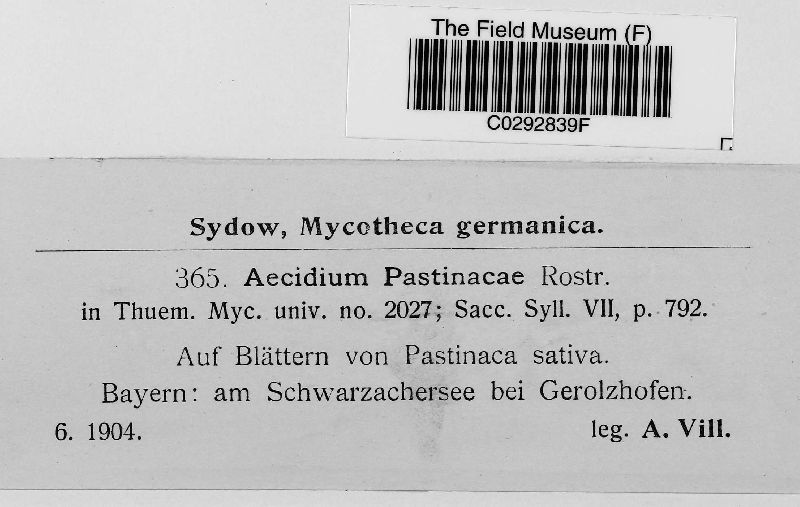 The Field Museum (F)
C0292839F
Sydow, Mycotheca germanica.
365. Aecidium Pastinacae Rostr.
in Thuem. Myc. univ. no. 2027; Sacc. Syll. VII, p. 792.
Auf Blättern von Pastinaca sativa.
Bayern: am Schwarzachersee bei Gerolzhofen.
6. 1904. leg. A. Vill.